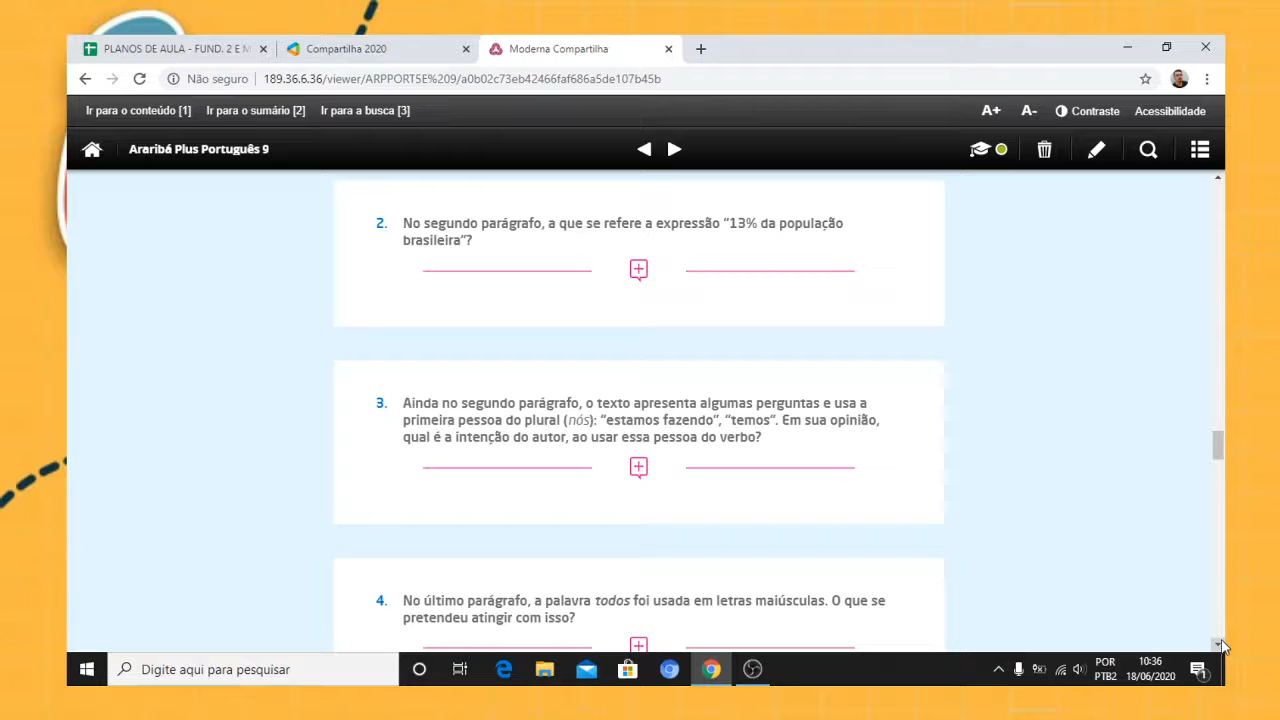 PLANOS DE AULA - FUND. 2 E M
Compartilha 2020
Moderna Compartilha
Não seguro
189.36.6.36/viewer/ARPPORT5E%209/a0b02c73eb42466faf686a5de107b45b
Ir para o conteúdo [1] Ir para o sumário [2] Ir para a busca [3]
A+ A- Contraste Acessibilidade
Araribá Plus Português 9
2. No segundo parágrafo, a que se refere a expressão "13% da população
brasileira"?
3. Ainda no segundo parágrafo, o texto apresenta algumas perguntas e usa a
primeira pessoa do plural (nós): "estamos fazendo", "temos". Em sua opinião,
qual é a intenção do autor, ao usar essa pessoa do verbo?
4. No último parágrafo, a palavra todos foi usada em letras maiúsculas. O que se
pretendeu atingir com isso?
Digite aqui para pesquisar
POR
PTB2
10:36
18/06/2020
1